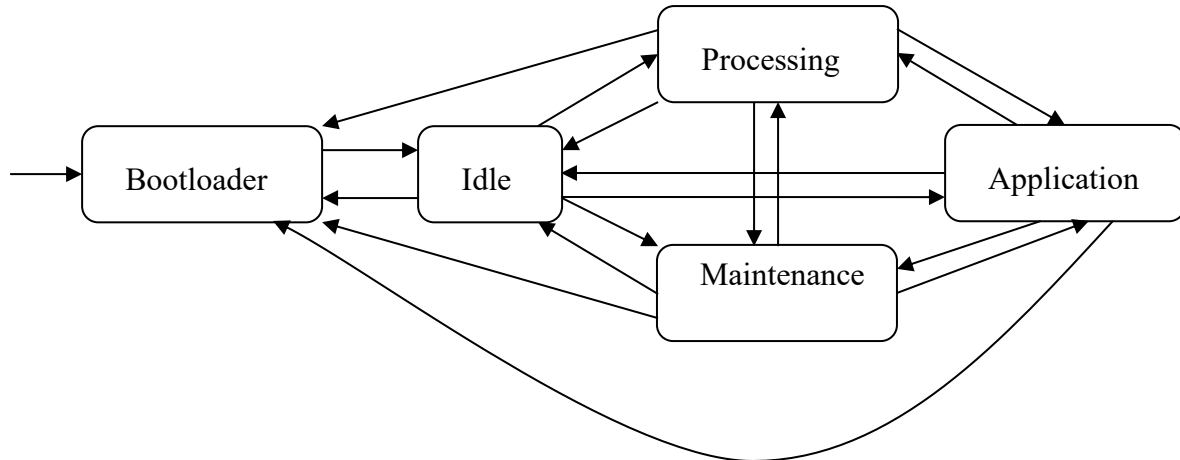 Processing
Bootloader
Idle
Application
Maintenance